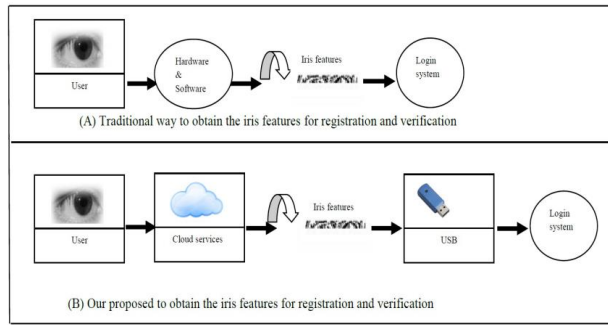 User
Hardware
&
Software
Iris features
Login
system
(A) Traditional way to obtain the iris features for registration and verification
User
Cloud services
Iris features
USB
Login
system
(B) Our proposed to obtain the iris features for registration and verification